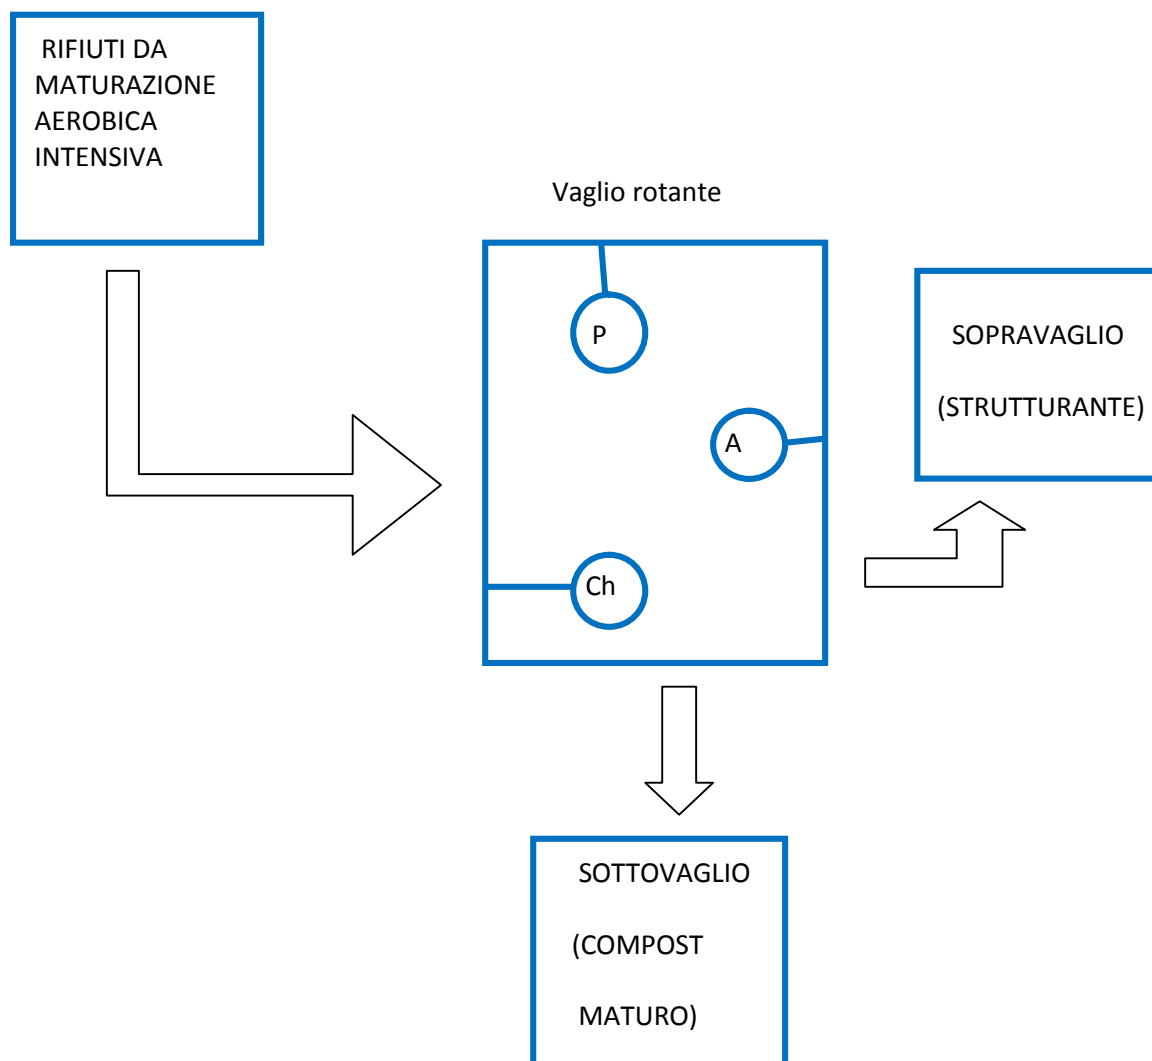 RIFIUTI DA
MATURAZIONE
AEROBICA
INTENSIVA
Vaglio rotante
P
A
Ch
SOPRAVAGLIO
(STRUTTURANTE)
SOTTOVAGLIO
(COMPOST
MATURO)